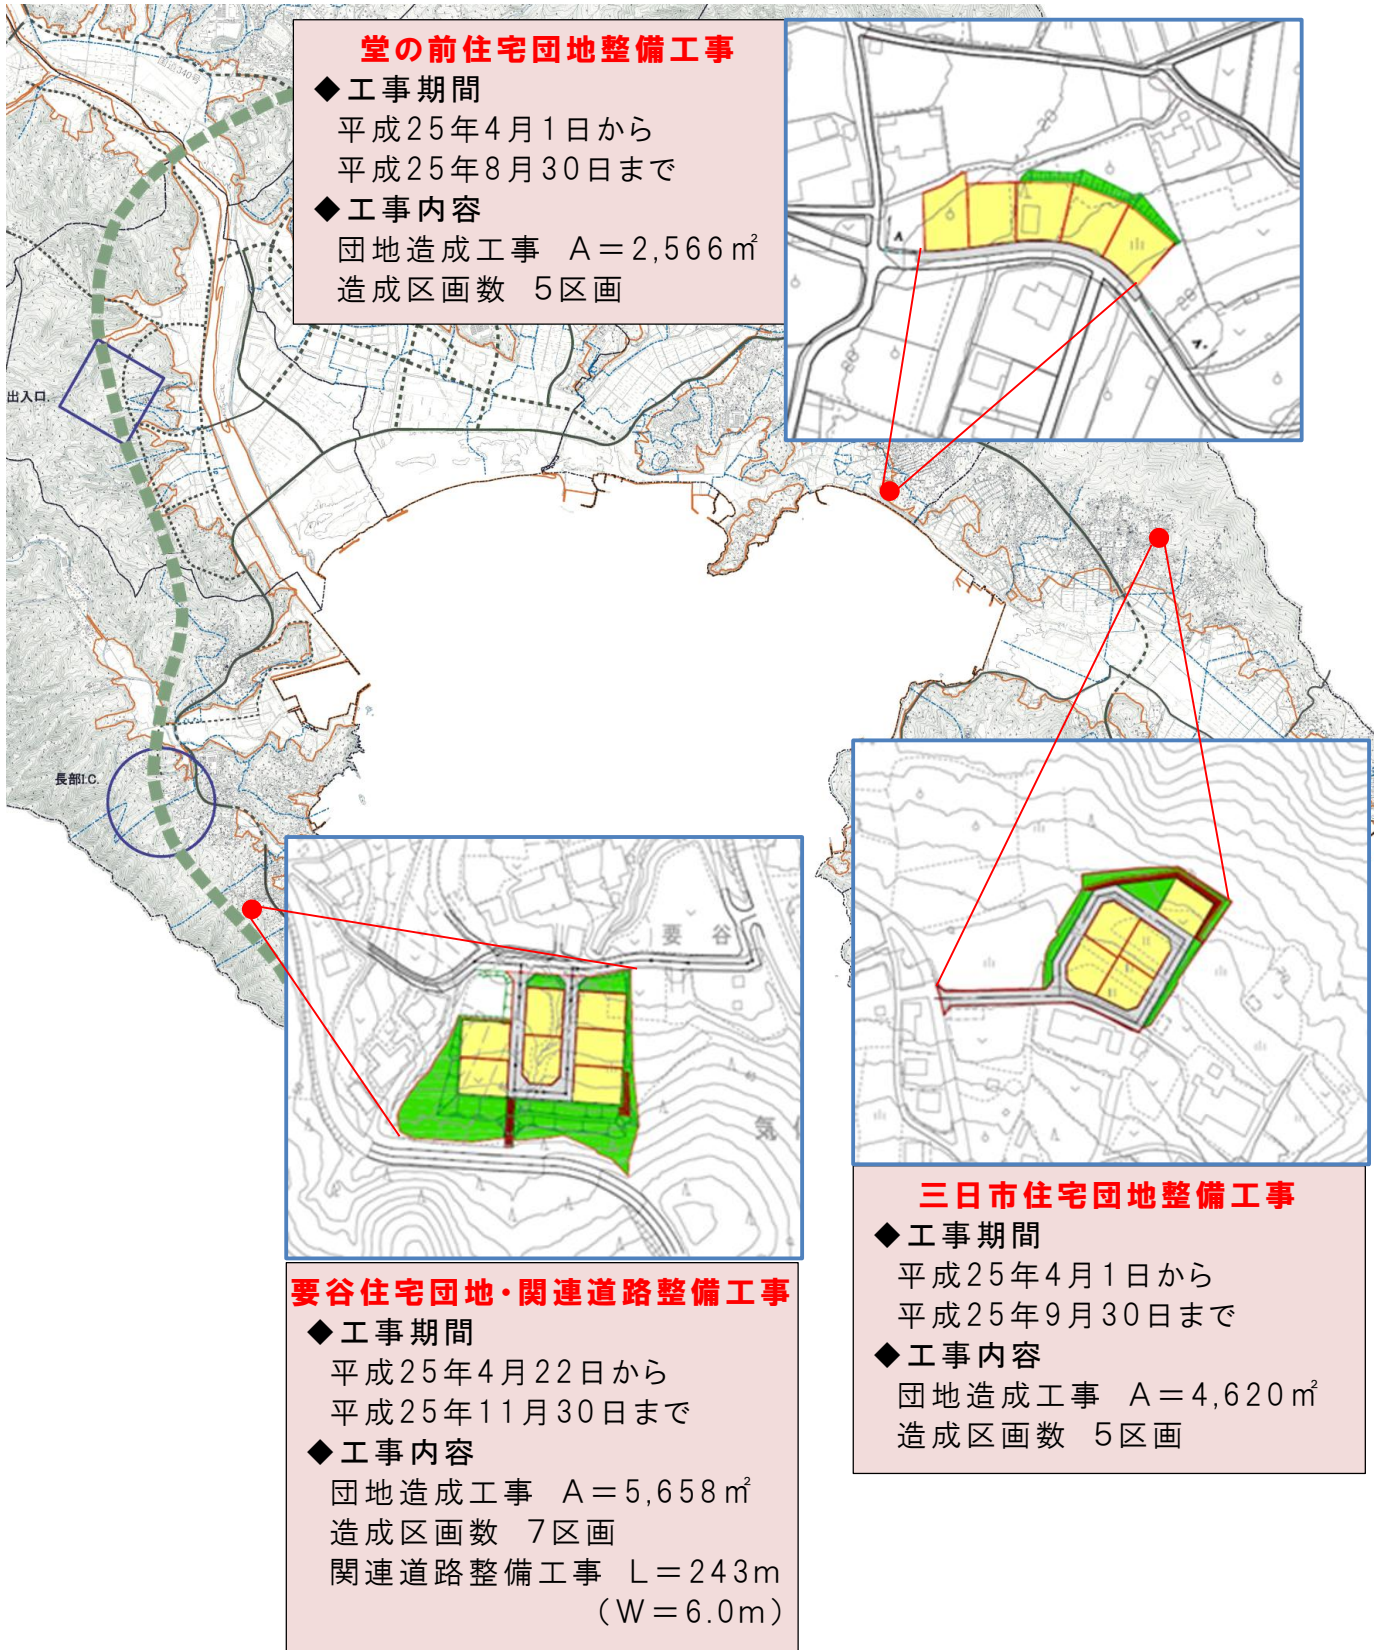 堂の前住宅団地整備工事
◆工事期間
平成25年4月1日から
平成25年8月30日まで
◆工事内容
団地造成工事 A=2,566㎡
造成区画数 5区画
国道340号
出入口.
長部I.C.
要谷
気
三日市住宅団地整備工事
◆工事期間
平成25年4月1日から
平成25年9月30日まで
◆工事内容
団地造成工事 A=4,620㎡
造成区画数 5区画
要谷住宅団地・関連道路整備工事
◆工事期間
平成25年4月22日から
平成25年11月30日まで
◆工事内容
団地造成工事 A=5,658㎡
造成区画数 7区画
関連道路整備工事 L=243m
(W=6.0m)